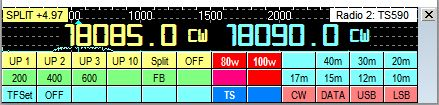 SPLIT +4.97 1000 1500 2000 Radio 2: TS590 ×
18085.0 CW 18090.0 CW
UP 1 UP 2 UP 3 UP 10 Split OFF 80w 100w 40m 30m 20m
200 400 600 FB 17m 15m 12m 10m
TFSet OFF TS CW DATA USB LSB